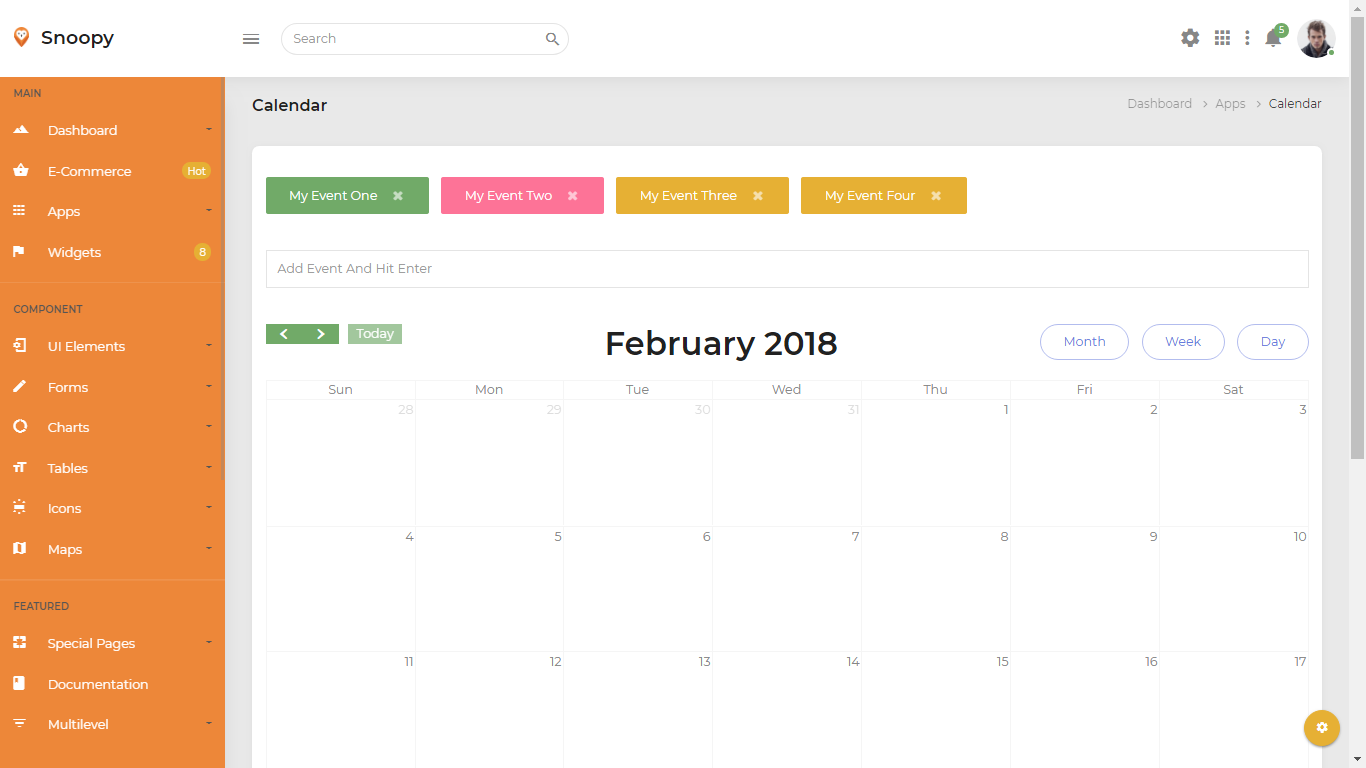 Snoopy
Search
5
MAIN
Dashboard
E-Commerce Hot
Apps
Widgets 8
COMPONENT
UI Elements
Forms
Charts
Tables
Icons
Maps
FEATURED
Special Pages
Documentation
Multilevel
Calendar
Dashboard > Apps > Calendar
My Event One My Event Two My Event Three My Event Four
Add Event And Hit Enter
Today
February 2018
Month Week Day
Sun Mon Tue Wed Thu Fri Sat
28 29 30 31 1 2 3
4 5 6 7 8 9 10
11 12 13 14 15 16 17